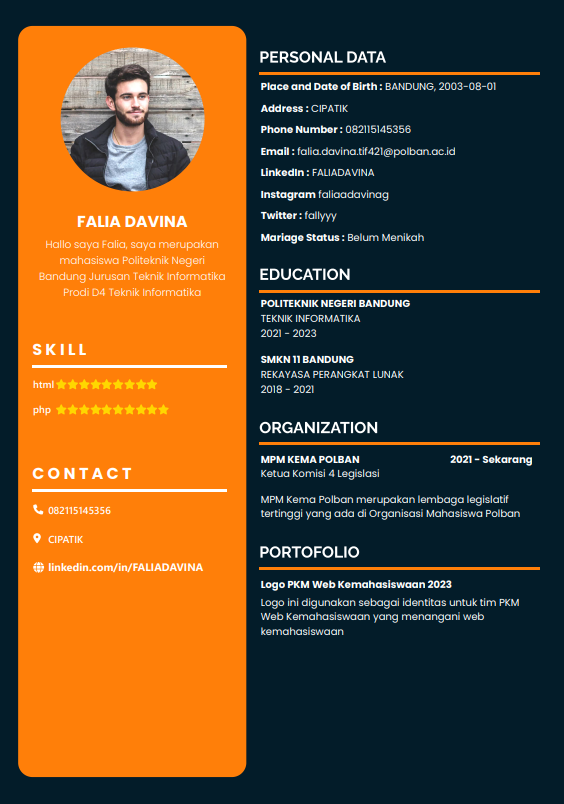 FALIA DAVINA
Hallo saya Falia, saya merupakan
mahasiswa Politeknik Negeri
Bandung Jurusan Teknik Informatika
Prodi D4 Teknik Informatika
SKILL
html
php
CONTACT
082115145356
CIPATIK
linkedin.com/in/FALIADAVINA
PERSONAL DATA
Place and Date of Birth : BANDUNG, 2003-08-01
Address : CIPATIK
Phone Number : 082115145356
Email : falia.davina.tif421@polban.ac.id
LinkedIn : FALIADAVINA
Instagram faliaadavinag
Twitter : fallyyy
Mariage Status : Belum Menikah
EDUCATION
POLITEKNIK NEGERI BANDUNG
TEKNIK INFORMATIKA
2021 - 2023
SMKN 11 BANDUNG
REKAYASA PERANGKAT LUNAK
2018 - 2021
ORGANIZATION
MPM KEMA POLBAN 2021 - Sekarang
Ketua Komisi 4 Legislasi
MPM Kema Polban merupakan lembaga legislatif
tertinggi yang ada di Organisasi Mahasiswa Polban
PORTOFOLIO
Logo PKM Web Kemahasiswaan 2023
Logo ini digunakan sebagai identitas untuk tim PKM
Web Kemahasiswaan yang menangani web
kemahasiswaan